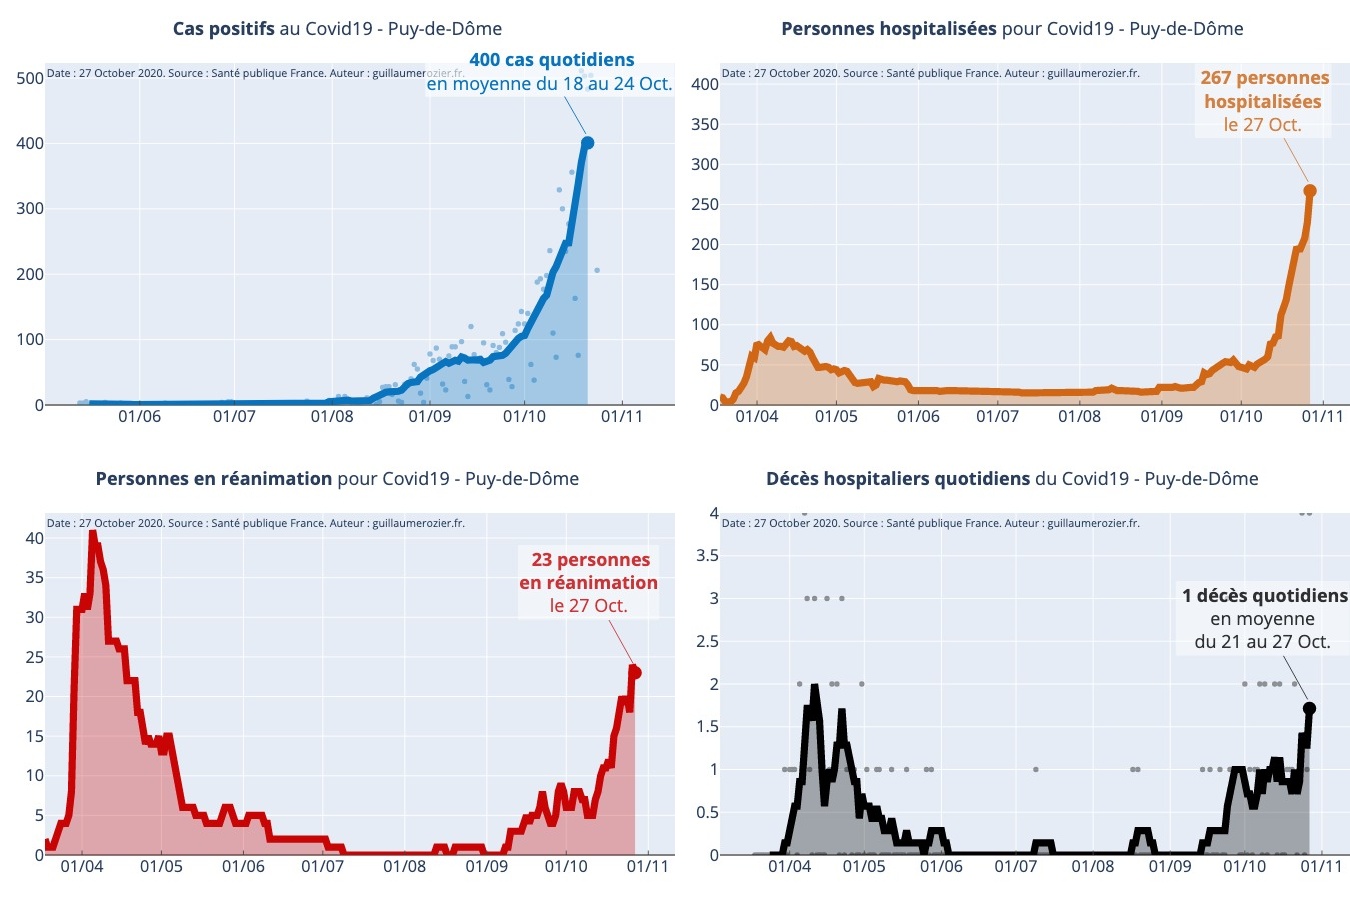 Cas positifs au Covid19 - Puy-de-Dôme
Date : 27 October 2020. Source : Santé publique France. Auteur : guillaumerozier.fr.
400 cas quotidiens
en moyenne du 18 au 24 Oct.
500
400
300
200
100
0
01/06 01/07 01/08 01/09 01/10 01/11
Personnes hospitalisées pour Covid19 - Puy-de-Dôme
Date : 27 October 2020. Source : Santé publique France. Auteur : guillaumerozier.fr.
267 personnes
hospitalisées
le 27 Oct.
400
350
300
250
200
150
100
50
0
01/04 01/05 01/06 01/07 01/08 01/09 01/10 01/11
Personnes en réanimation pour Covid19 - Puy-de-Dôme
Date : 27 October 2020. Source : Santé publique France. Auteur : guillaumerozier.fr.
23 personnes
en réanimation
le 27 Oct.
40
35
30
25
20
15
10
5
0
01/04 01/05 01/06 01/07 01/08 01/09 01/10 01/11
Décès hospitaliers quotidiens du Covid19 - Puy-de-Dôme
Date : 27 October 2020. Source : Santé publique France. Auteur : guillaumerozier.fr.
1 décès quotidiens
en moyenne
du 21 au 27 Oct.
4
3.5
3
2.5
2
1.5
1
0.5
0
01/04 01/05 01/06 01/07 01/08 01/09 01/10 01/11